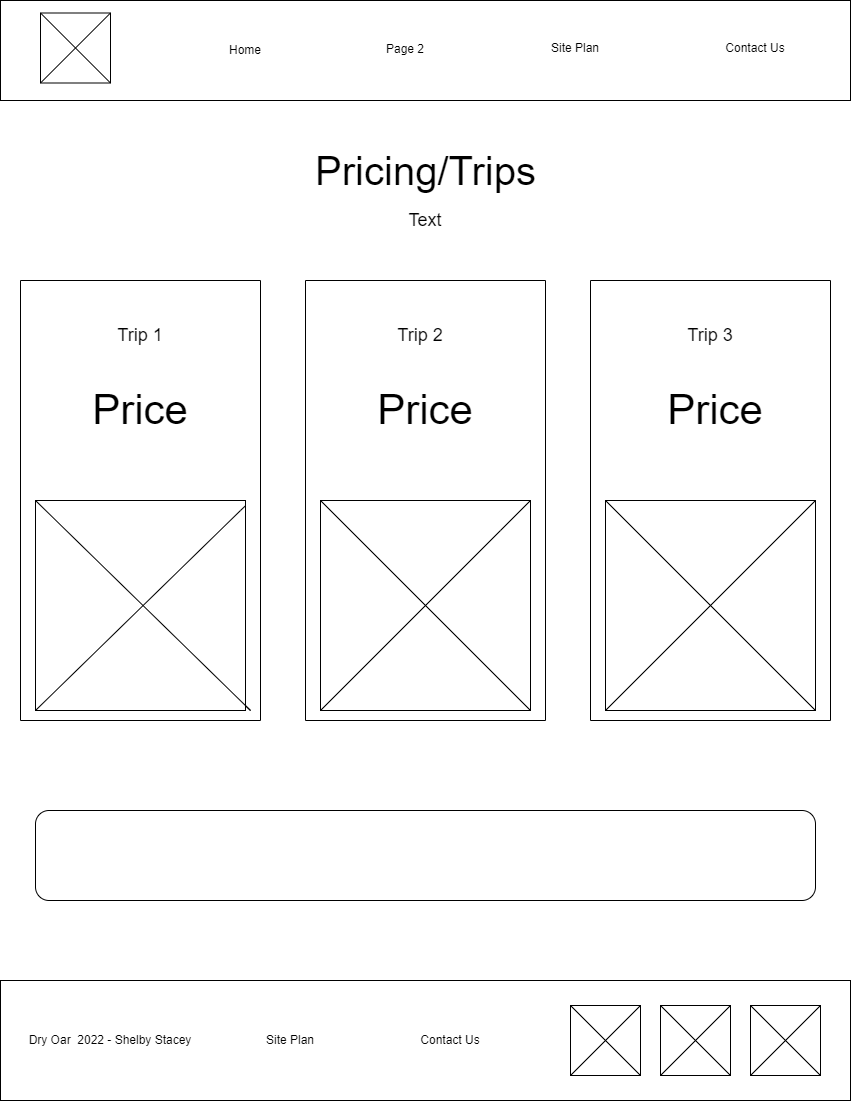 Home
Page 2
Site Plan
Contact Us
Pricing/Trips
Text
Trip 1
Trip 2
Trip 3
Price
Price
Price
Dry Oar  2022 - Shelby Stacey
Site Plan
Contact Us